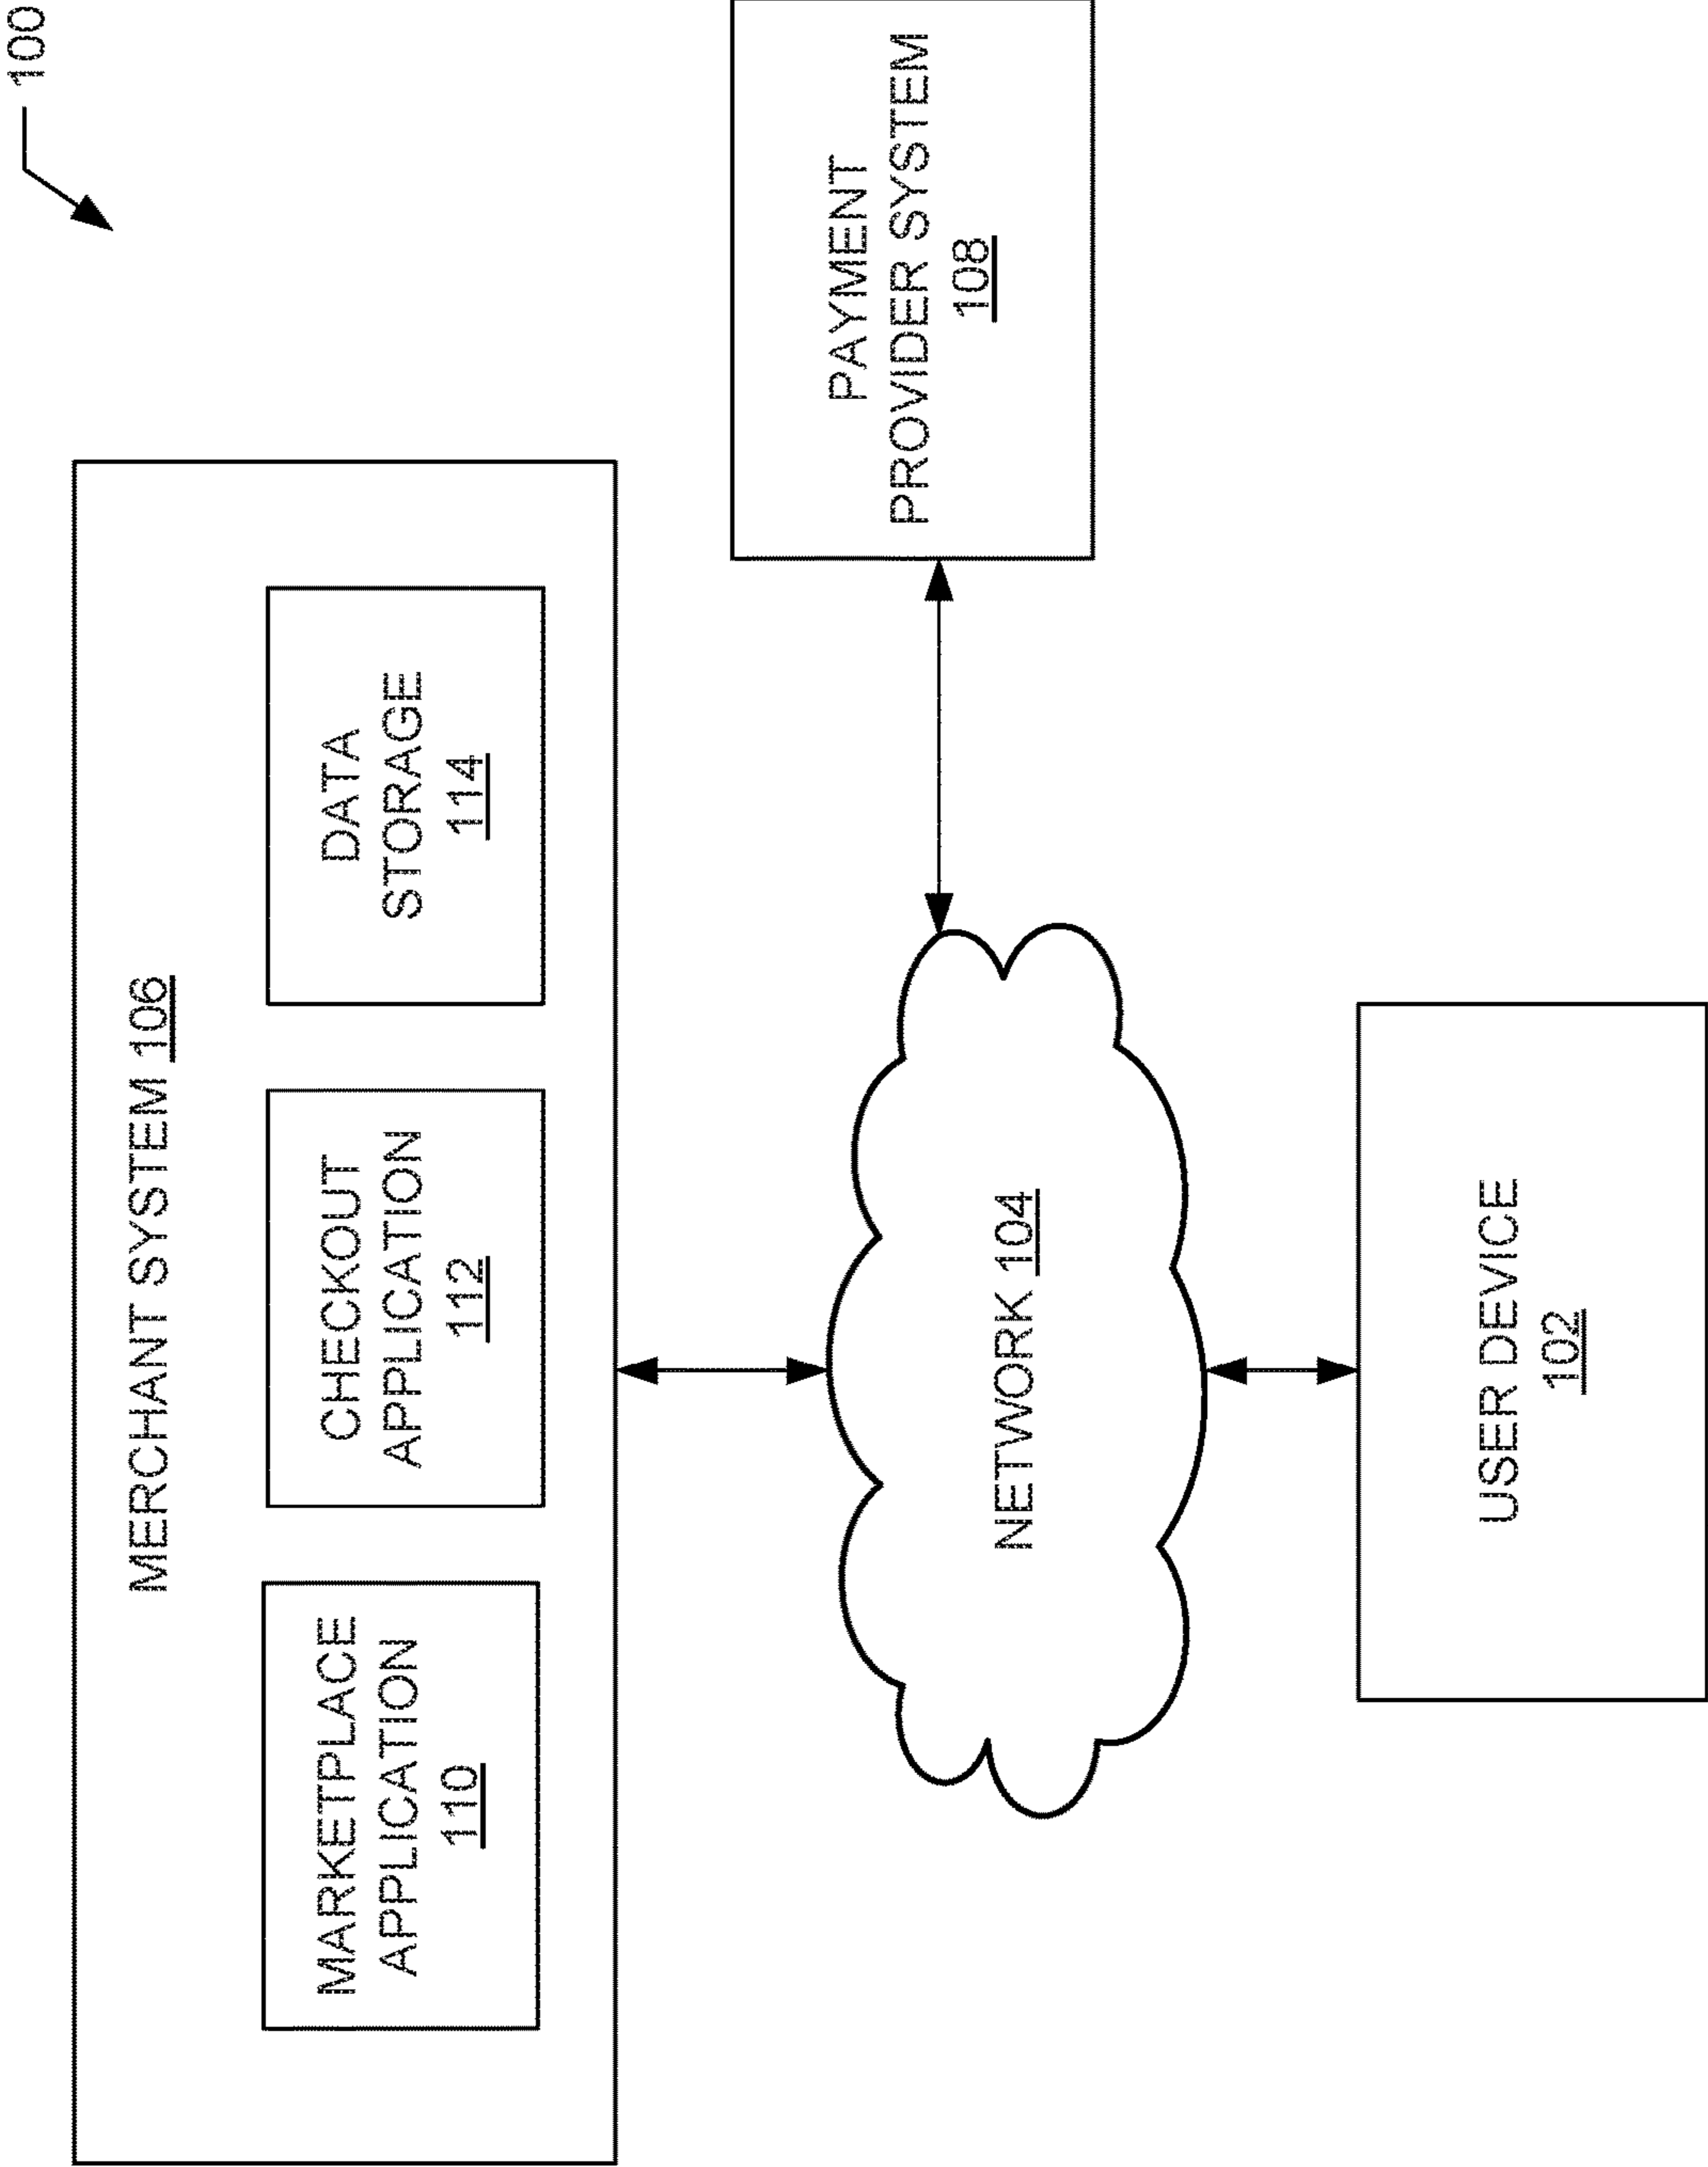 100
MERCHANT SYSTEM 106
MARKETPLACE
APPLICATION
110
CHECKOUT
APPLICATION
112
DATA
STORAGE
114
PAYMENT
PROVIDER SYSTEM
108
NETWORK 104
USER DEVICE
102